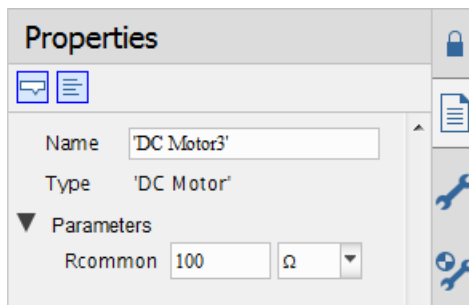 Properties
Name 'DC Motor3'
Type 'DC Motor'
Parameters
Rcommon 100 Ω